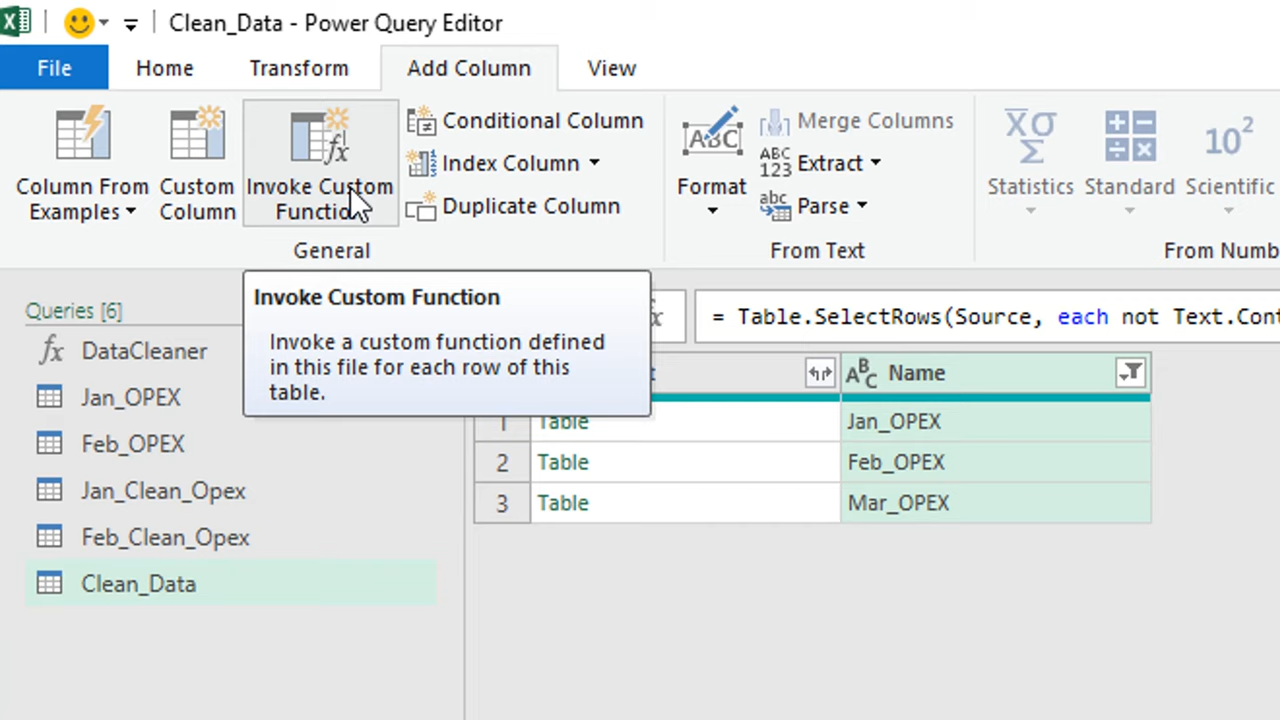 Clean_Data - Power Query Editor
File Home Transform Add Column View
Column From Examples
Custom Column
Invoke Custom Function
Conditional Column
Index Column
Duplicate Column
General
Format
Merge Columns
Extract
Parse
From Text
Statistics
Standard
Scientific
From Numb
Invoke Custom Function
Invoke a custom function defined
in this file for each row of this
table.
Queries [6]
fx DataCleaner
Jan_OPEX
Feb_OPEX
Jan_Clean_Opex
Feb_Clean_Opex
Clean_Data
= Table.SelectRows(Source, each not Text.Cont
ABC Name
1 Table Jan_OPEX
2 Table Feb_OPEX
3 Table Mar_OPEX